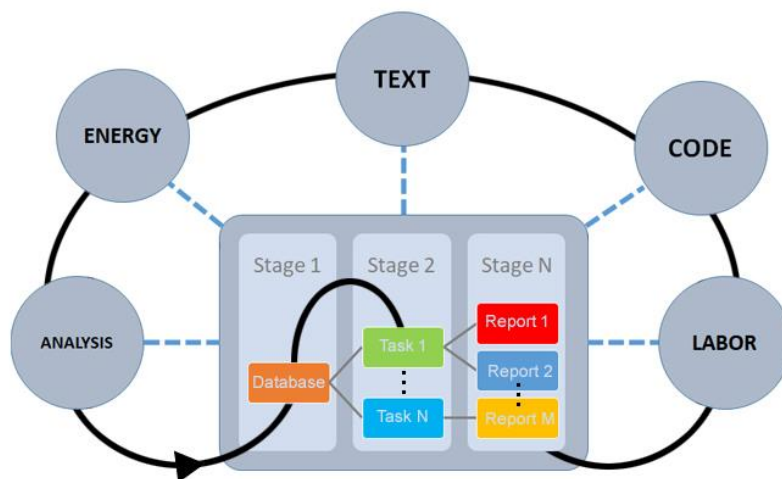 TEXT
ENERGY
CODE
ANALYSIS
LABOR
Stage 1
Stage 2
Stage N
Database
Task 1
Task N
Report 1
Report 2
Report M